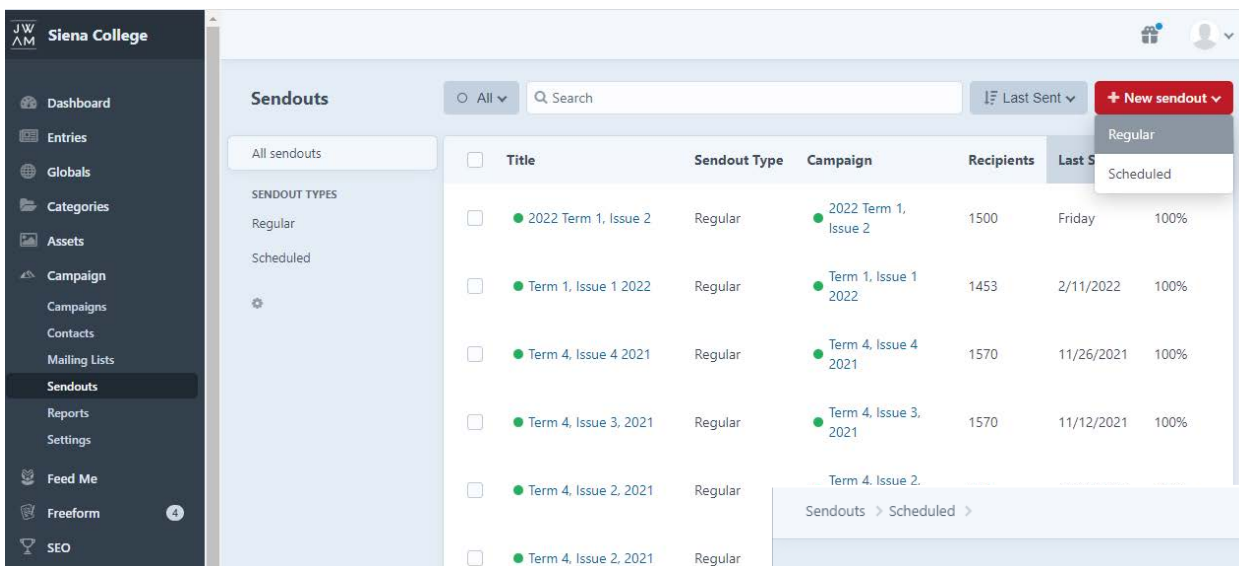 JW
AM
Siena College
Dashboard
Entries
Globals
Categories
Assets
Campaign
Campaigns
Contacts
Mailing Lists
Sendouts
Reports
Settings
Feed Me
Freeform 4
SEO
Sendouts
All sendouts
SENDOUT TYPES
Regular
Scheduled
All Search Last Sent + New sendout
Regular
Scheduled
Title Sendout Type Campaign Recipients Last S
2022 Term 1, Issue 2 Regular 2022 Term 1, 1500 Friday 100%
Issue 2
Term 1, Issue 1 2022 Regular Term 1, Issue 1 1453 2/11/2022 100%
2022
Term 4, Issue 4 2021 Regular Term 4, Issue 4 1570 11/26/2021 100%
2021
Term 4, Issue 3, 2021 Regular Term 4, Issue 3, 1570 11/12/2021 100%
2021
Term 4, Issue 2, 2021 Regular Term 4, Issue 2,
Term 4, Issue 2, 2021 Regular
Sendouts > Scheduled >